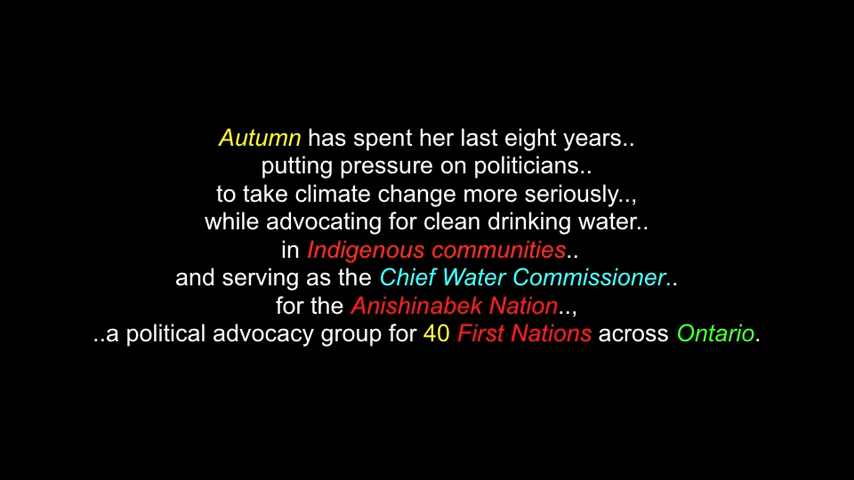 Autumn has spent her last eight years..
putting pressure on politicians..
to take climate change more seriously..,
while advocating for clean drinking water..
in Indigenous communities..
and serving as the Chief Water Commissioner..
for the Anishinabek Nation..,
..a political advocacy group for 40 First Nations across Ontario.